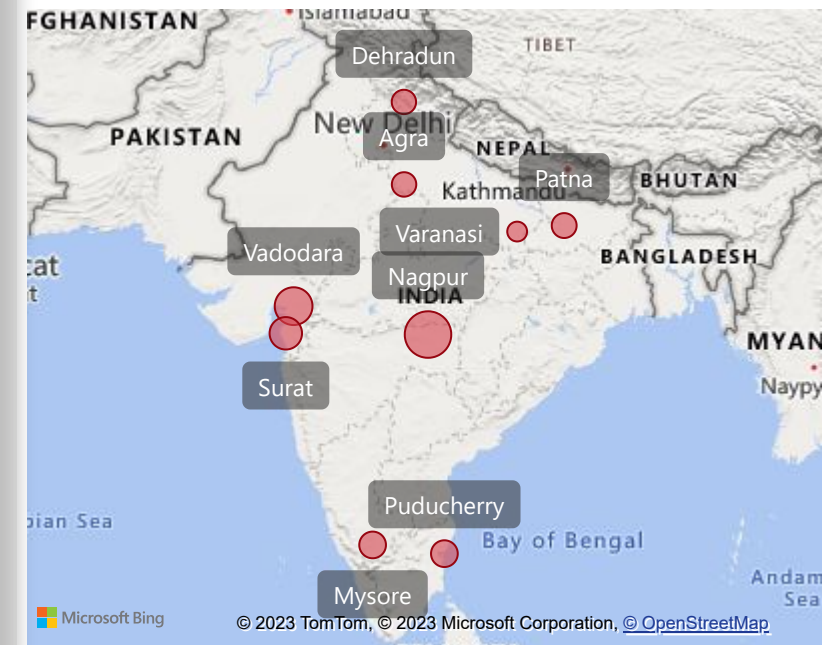 FGHANISTAN
Islamabad
TIBET
Dehradun
New Delhi
PAKISTAN
Agra
NEPAL
Patna
BHUTAN
Kathmandu
Varanasi
Vadodara
BANGLADESH
cat
t
Nagpur
INDIA
MYAN
Surat
Naypy
Puducherry
bian Sea
Bay of Bengal
Andam
Sea
Mysore
Microsoft Bing
© 2023 TomTom, © 2023 Microsoft Corporation, © OpenStreetMap